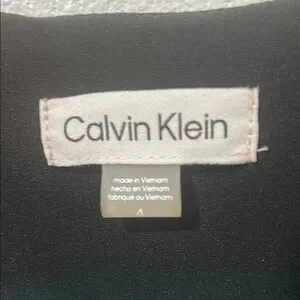 Calvin Klein
made in Vietnam
hecho en Vietnam
fabriqué au Vietnam
4